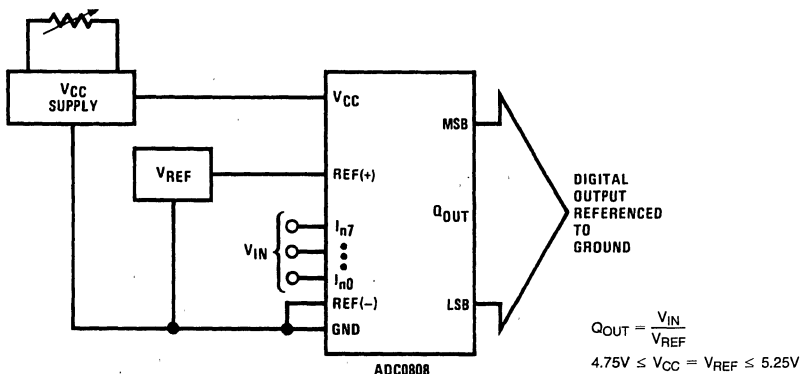 VCC
SUPPLY
VREF
VCC
REF(+)
VIN
In7
In0
REF(−)
GND
MSB
QOUT
LSB
DIGITAL
OUTPUT
REFERENCED
TO
GROUND
ADC0808
QOUT = VIN / VREF
4.75V ≤ VCC = VREF ≤ 5.25V